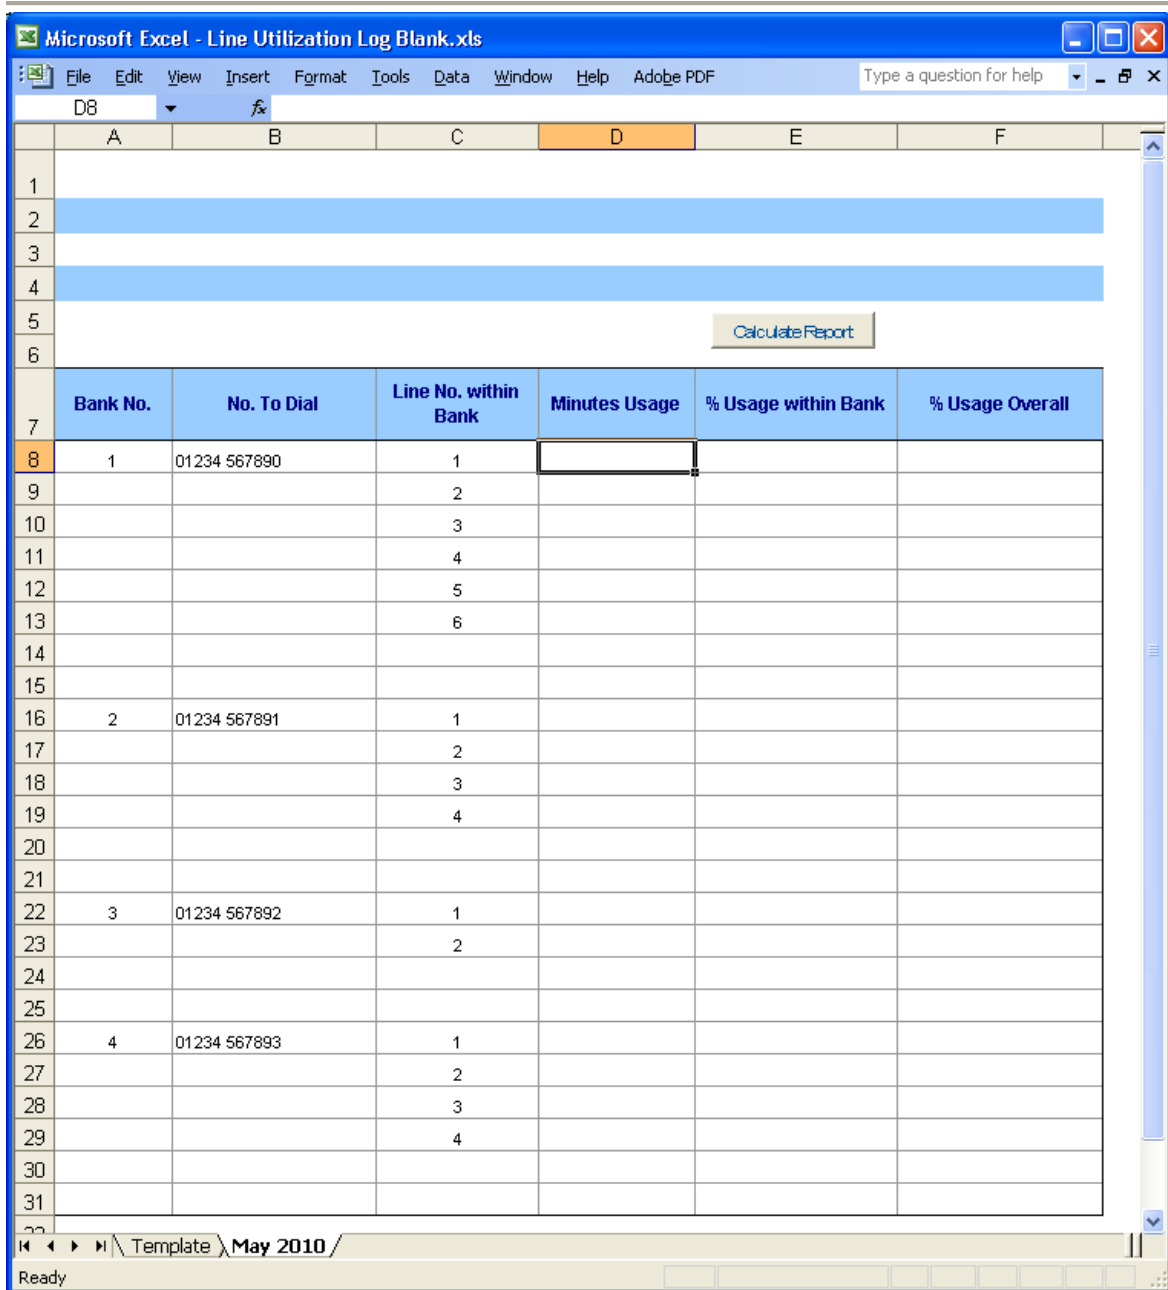 Microsoft Excel - Line Utilization Log Blank.xls
File Edit View Insert Format Tools Data Window Help Adobe PDF Type a question for help
D8 fx
A B C D E F
1
2
3
4
5 Calculate Report
6
7 Bank No. No. To Dial Line No. within Bank Minutes Usage % Usage within Bank % Usage Overall
8 1 01234 567890 1
9 2
10 3
11 4
12 5
13 6
14
15
16 2 01234 567891 1
17 2
18 3
19 4
20
21
22 3 01234 567892 1
23 2
24
25
26 4 01234 567893 1
27 2
28 3
29 4
30
31
Template May 2010
Ready